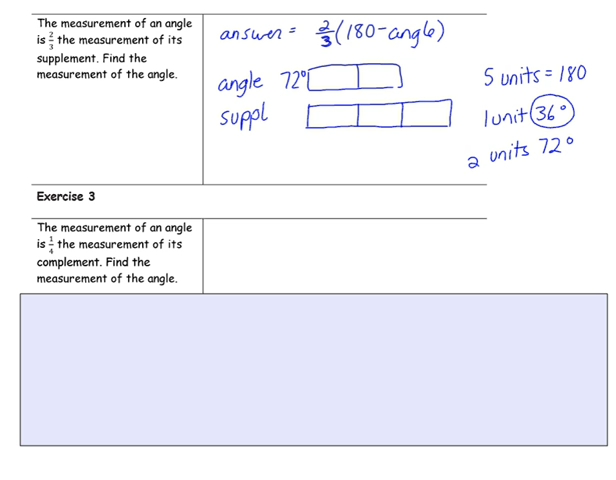 The measurement of an angle
is 2/3 the measurement of its
supplement. Find the
measurement of the angle.
answer = 2/3 (180 - angle)
angle 72°
suppl
5 units = 180
1 unit 36°
2 units 72°
Exercise 3
The measurement of an angle
is 1/4 the measurement of its
complement. Find the
measurement of the angle.